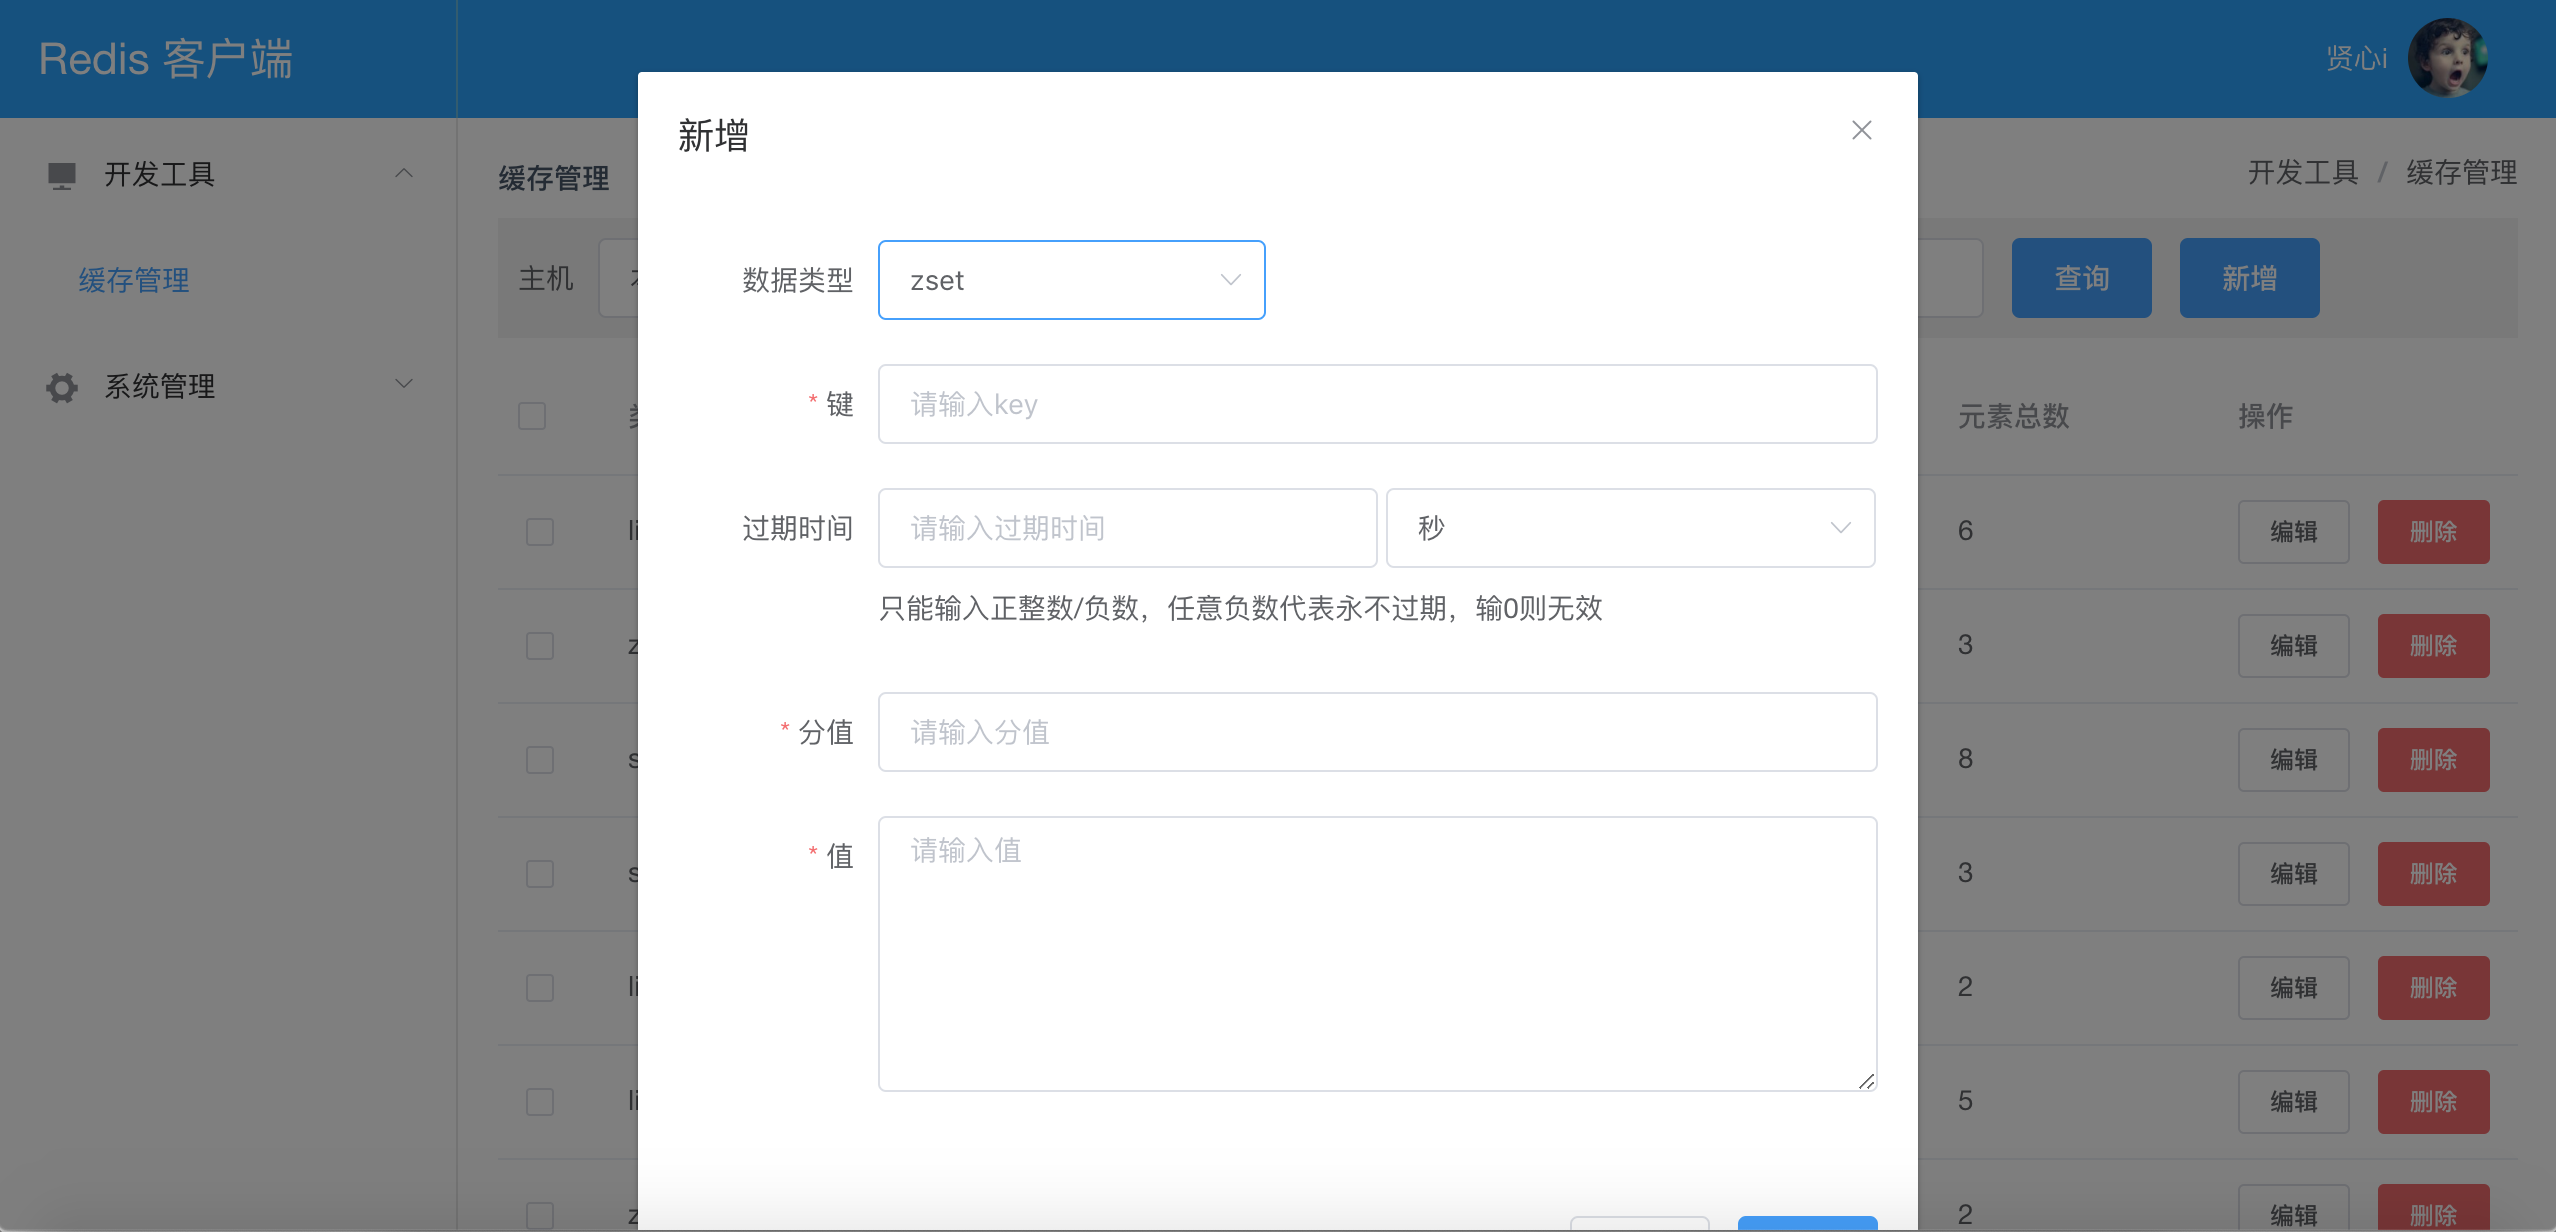 Redis 客户端
贤心i
开发工具
缓存管理
系统管理
缓存管理
开发工具 / 缓存管理
主机
查询
新增
元素总数
操作
6
编辑
删除
3
编辑
删除
8
编辑
删除
3
编辑
删除
2
编辑
删除
5
编辑
删除
2
编辑
删除
新增
数据类型
zset
* 键
请输入key
过期时间
请输入过期时间
秒
只能输入正整数/负数，任意负数代表永不过期，输0则无效
* 分值
请输入分值
* 值
请输入值